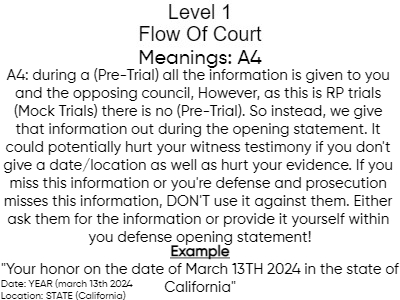 Level 1
Flow Of Court
Meanings: A4
A4: during a (Pre-Trial) all the information is given to you
and the opposing council, However, as this is RP trials
(Mock Trials) there is no (Pre-Trial). So instead, we give
that information out during the opening statement. It
could potentially hurt your witness testimony if you don't
give a date/location as well as hurt your evidence. If you
miss this information or you're defense and prosecution
misses this information, DON'T use it against them. Either
ask them for the information or provide it yourself within
you defense opening statement!
Example
"Your honor on the date of March 13TH 2024 in the state of
California"
Date: YEAR (march 13th 2024
Location: STATE (California)